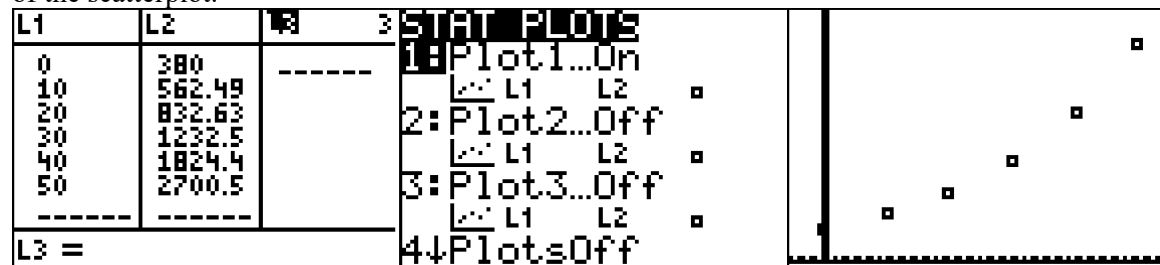 of the scatterplot.
L1 L2 L3 3
0 380 ------
10 562.49
20 832.63
30 1232.5
40 1824.4
50 2700.5
------ ------
L3 =
STAT PLOTS
1:Plot1…On
L1 L2 ▫
2:Plot2…Off
L1 L2 ▫
3:Plot3…Off
L1 L2 ▫
4↓PlotsOff